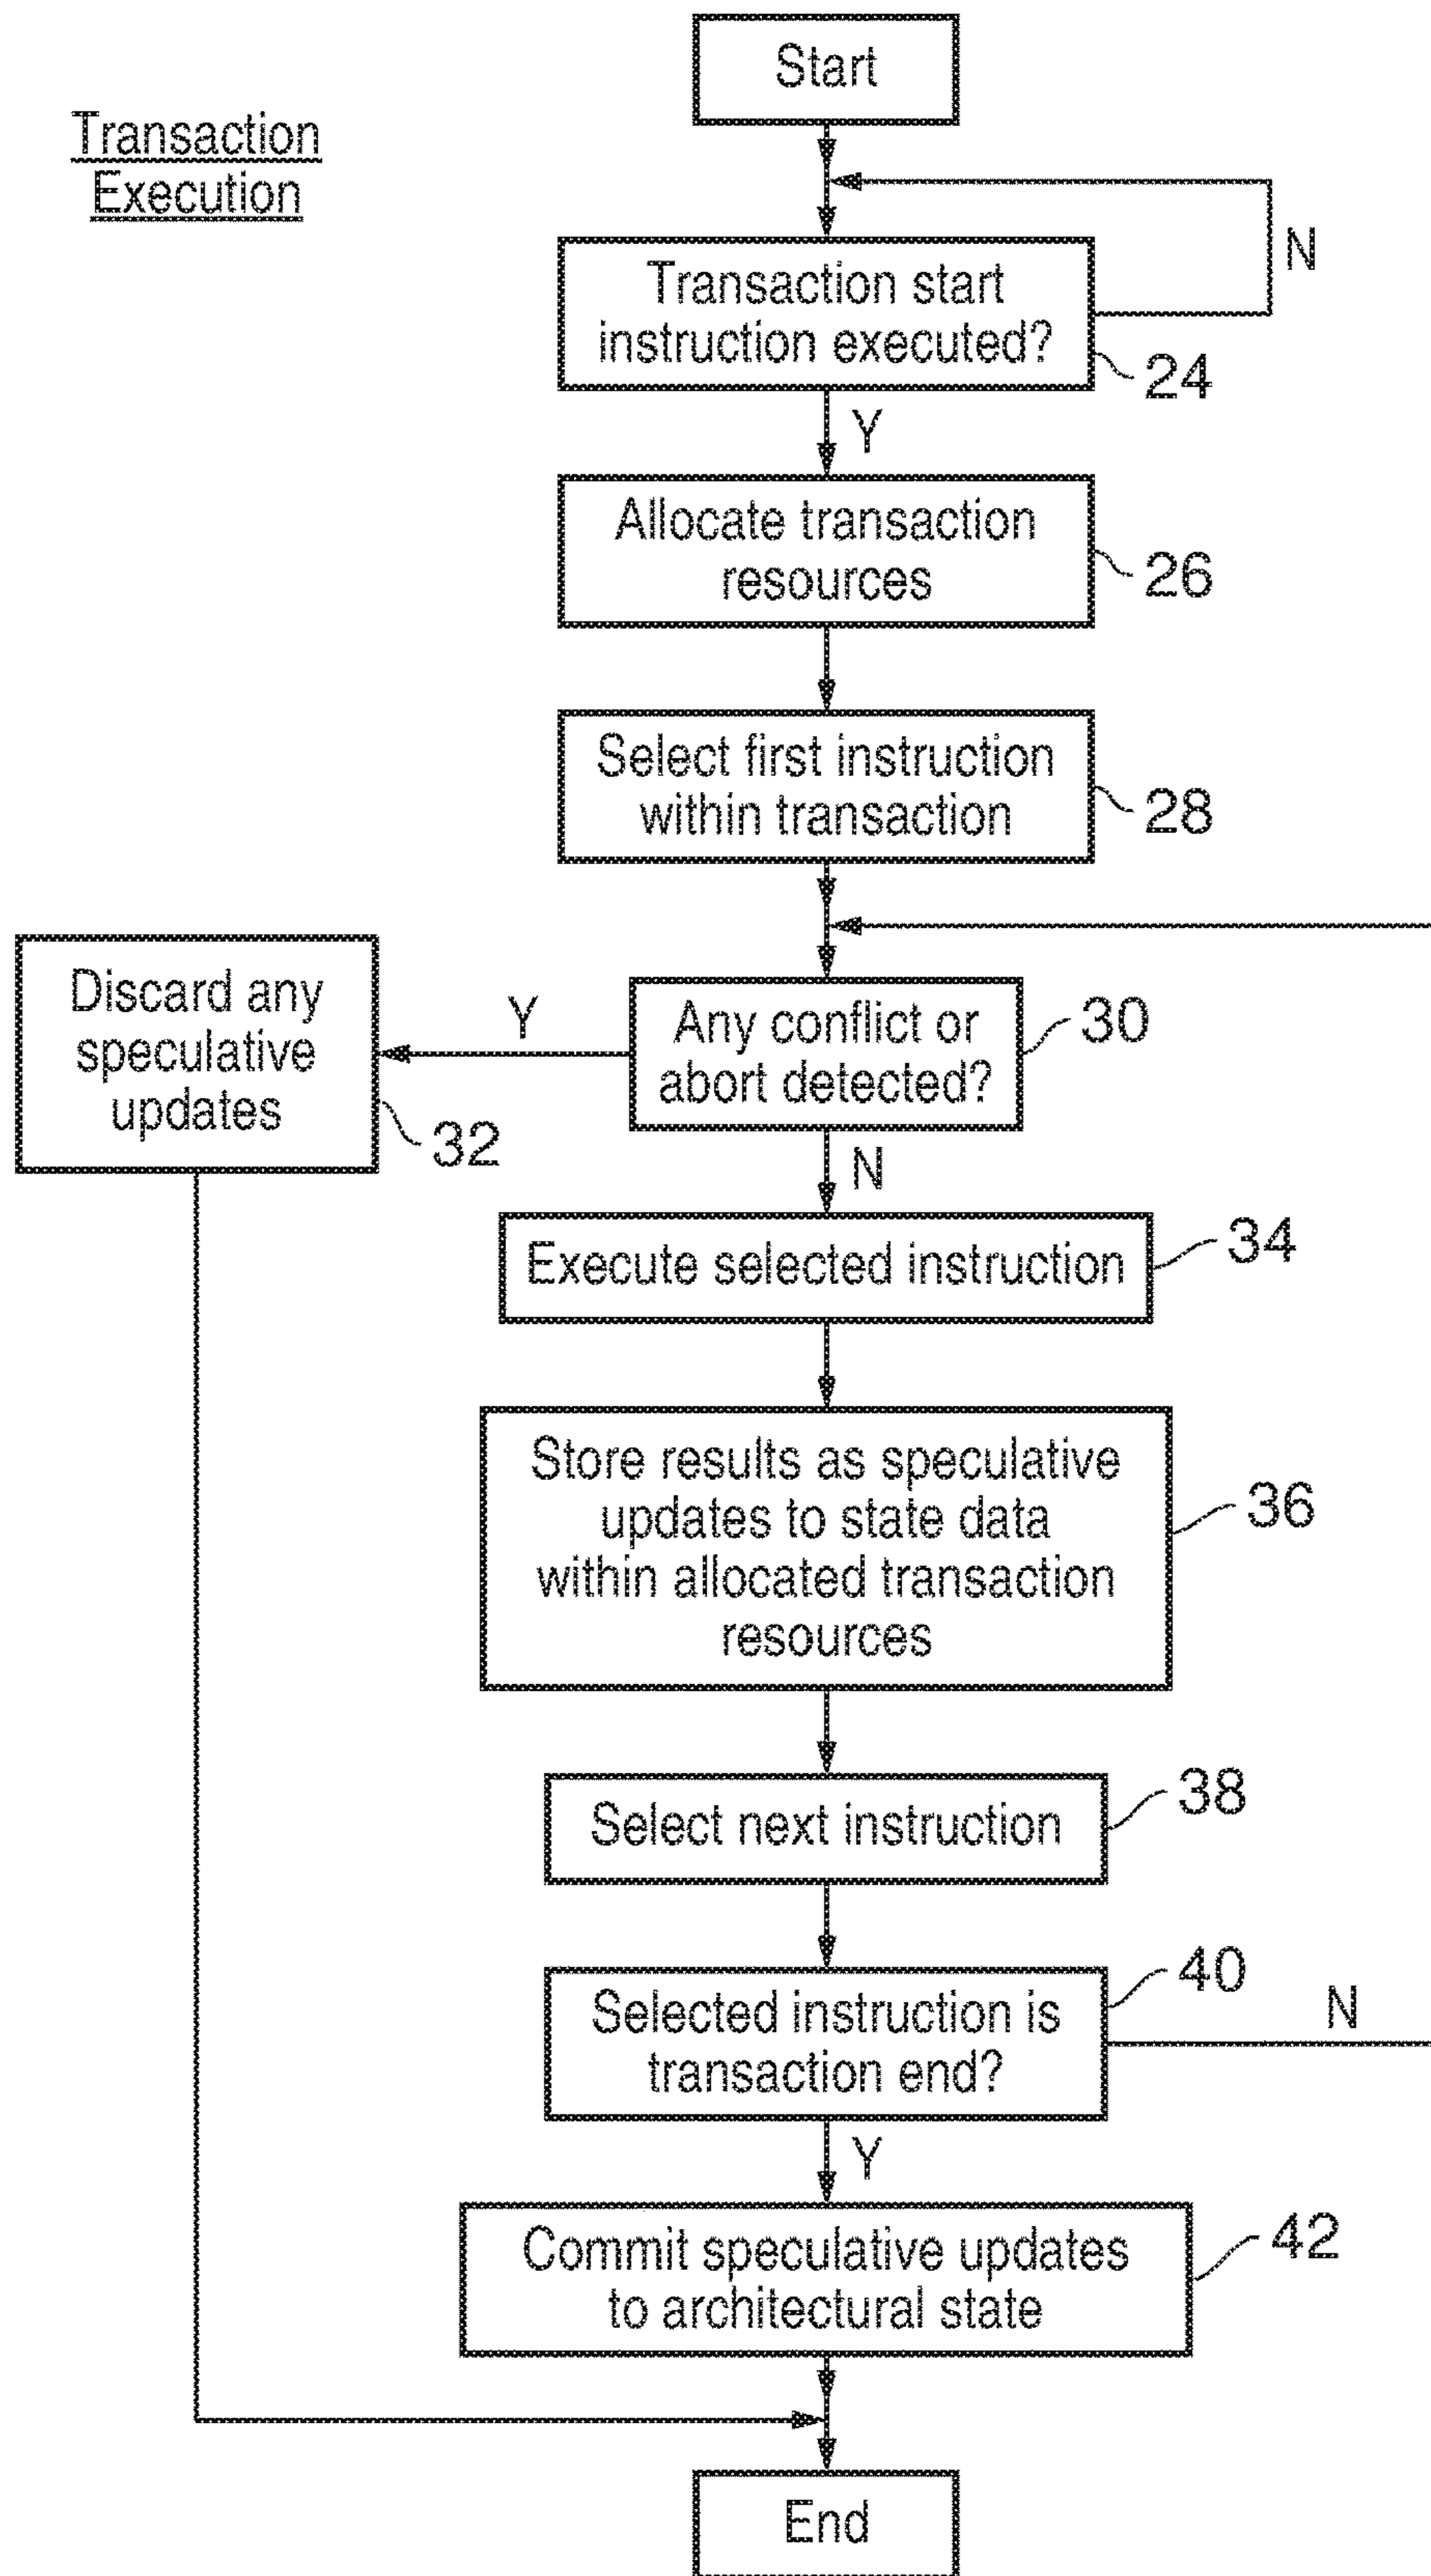 Start
Transaction
Execution
N
Transaction start
instruction executed?
24
Y
Allocate transaction
resources
26
Select first instruction
within transaction
28
Discard any
speculative
updates
32
Y
Any conflict or
abort detected?
30
N
Execute selected instruction
34
Store results as speculative
updates to state data
within allocated transaction
resources
36
Select next instruction
38
Selected instruction is
transaction end?
40
N
Y
Commit speculative updates
to architectural state
42
End